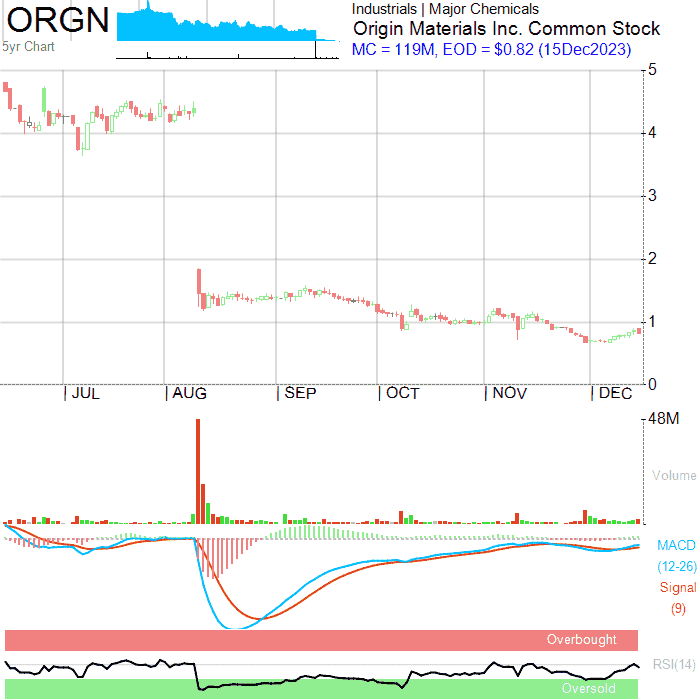 ORGN
5yr Chart
Industrials | Major Chemicals
Origin Materials Inc. Common Stock
MC = 119M, EOD = $0.82 (15Dec2023)
5
4
3
2
1
0
| JUL
| AUG
| SEP
| OCT
| NOV
| DEC
48M
Volume
MACD
(12-26)
Signal
(9)
Overbought
RSI(14)
Oversold